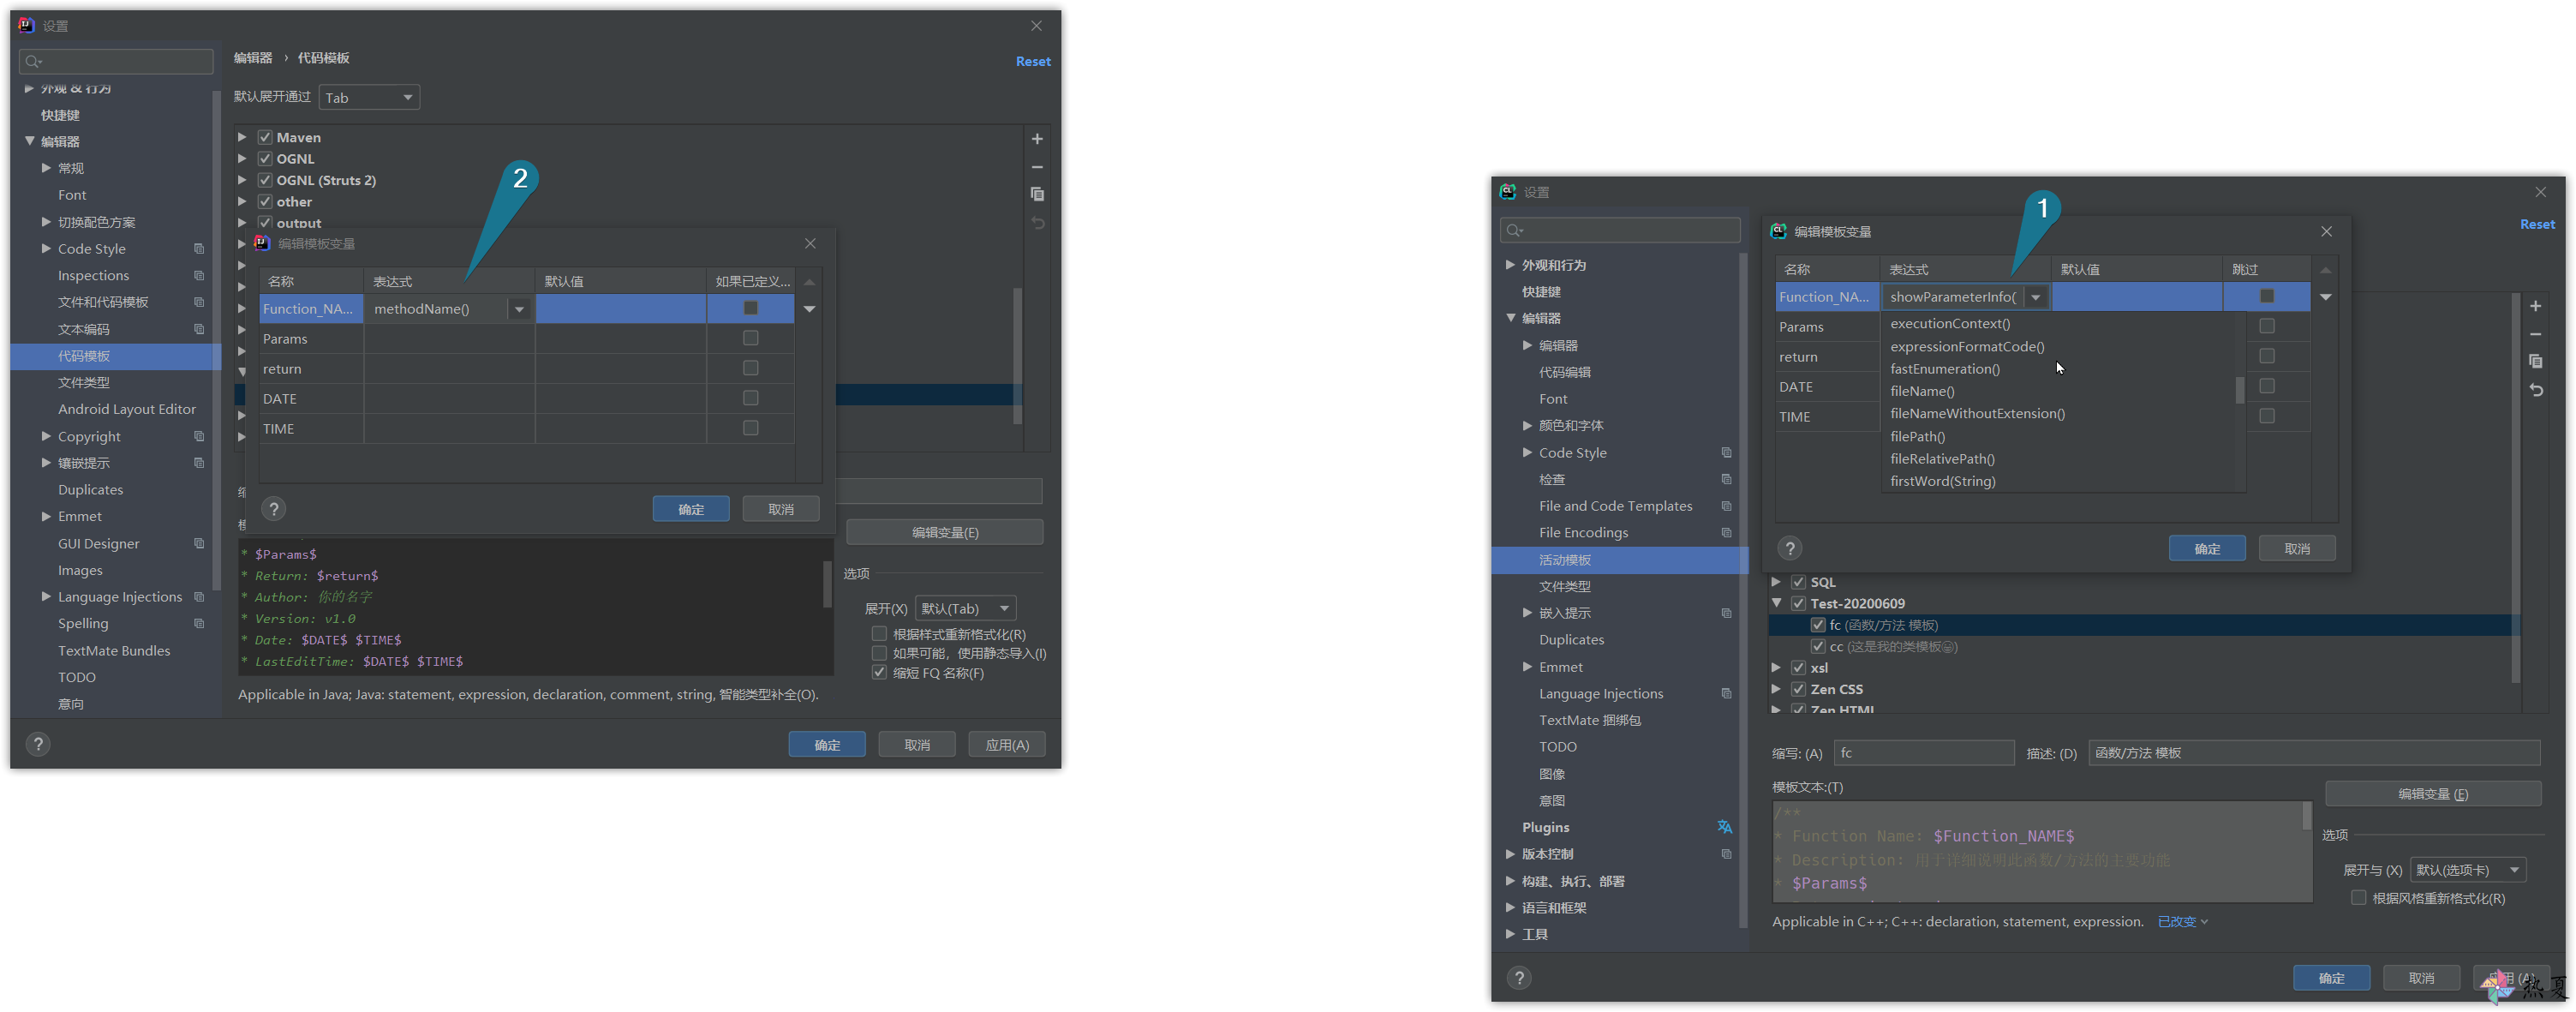 设置
编辑器 › 代码模板
Reset
默认展开通过 Tab
外观 & 行为
快捷键
编辑器
常规
Font
切换配色方案
Code Style
Inspections
文件和代码模板
文本编码
代码模板
文件类型
Android Layout Editor
Copyright
镶嵌提示
Duplicates
Emmet
GUI Designer
Images
Language Injections
Spelling
TextMate Bundles
TODO
意向
Maven
OGNL
OGNL (Struts 2)
other
output
2
编辑模板变量
名称 表达式 默认值 如果已定义...
Function_NA... methodName()
Params
return
DATE
TIME
? 确定 取消
编辑变量(E)
* $Params$
* Return: $return$
* Author: 你的名字
* Version: v1.0
* Date: $DATE$ $TIME$
* LastEditTime: $DATE$ $TIME$
选项
展开(X) 默认(Tab)
根据样式重新格式化(R)
如果可能，使用静态导入(I)
缩短 FQ 名称(F)
Applicable in Java; Java: statement, expression, declaration, comment, string, 智能类型补全(O).
? 确定 取消 应用(A)
设置
Reset
外观和行为
快捷键
编辑器
编辑器
代码编辑
Font
颜色和字体
Code Style
检查
File and Code Templates
File Encodings
活动模板
文件类型
嵌入提示
Duplicates
Emmet
Language Injections
TextMate 捆绑包
TODO
图像
意图
Plugins
版本控制
构建、执行、部署
语言和框架
工具
1
编辑模板变量
名称 表达式 默认值 跳过
Function_NA... showParameterInfo(
Params
return
DATE
TIME
executionContext()
expressionFormatCode()
fastEnumeration()
fileName()
fileNameWithoutExtension()
filePath()
fileRelativePath()
firstWord(String)
? 确定 取消
SQL
Test-20200609
fc (函数/方法 模板)
cc (这是我的类模板😀)
xsl
Zen CSS
Zen HTML
缩写: (A) fc 描述: (D) 函数/方法 模板
模板文本:(T)
编辑变量 (E)
/**
* Function Name: $Function_NAME$
* Description: 用于详细说明此函数/方法的主要功能
* $Params$
选项
展开与 (X) 默认(选项卡)
根据风格重新格式化(R)
Applicable in C++; C++: declaration, statement, expression. 已改变
? 确定 取消
热夏